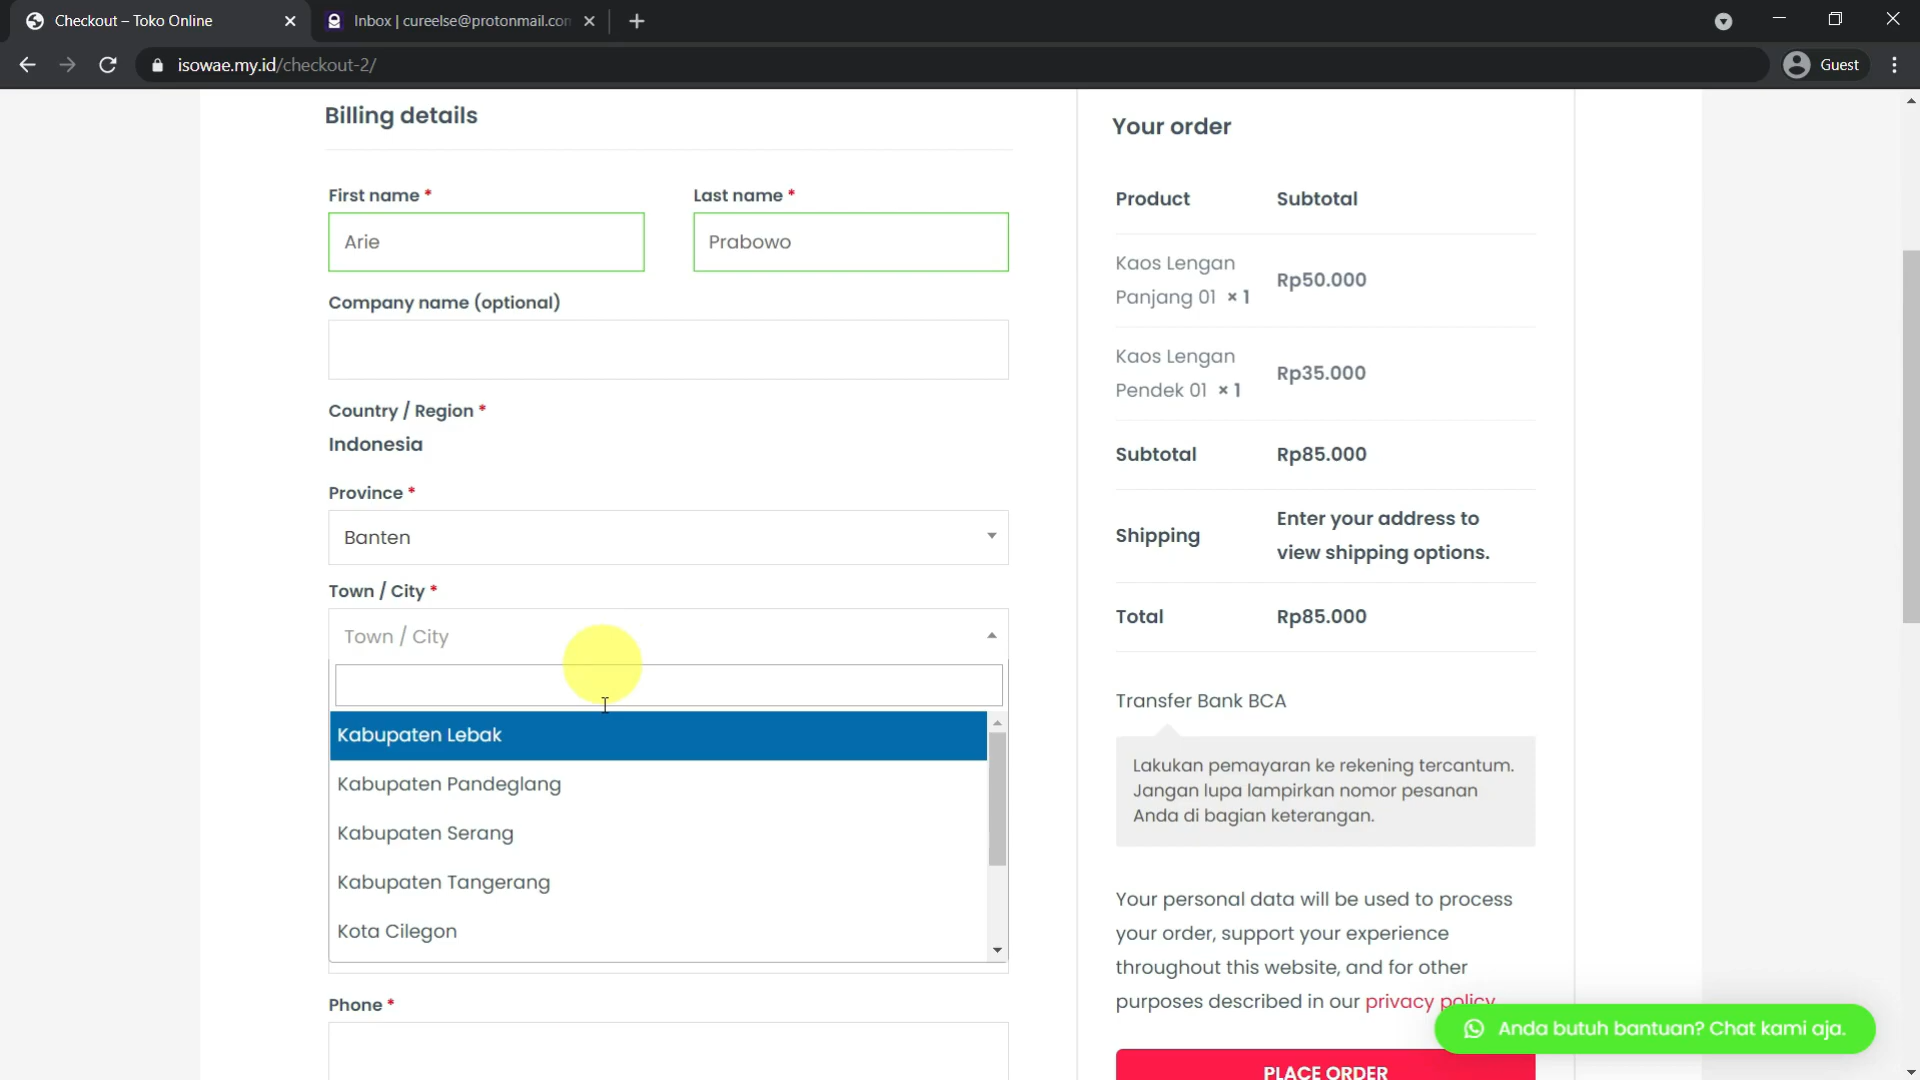 Checkout – Toko Online
Inbox | cureelse@protonmail.con
isowae.my.id/checkout-2/
Guest
Billing details
First name *
Last name *
Arie
Prabowo
Company name (optional)
Country / Region *
Indonesia
Province *
Banten
Town / City *
Town / City
Kabupaten Lebak
Kabupaten Pandeglang
Kabupaten Serang
Kabupaten Tangerang
Kota Cilegon
Phone *
Your order
Product
Subtotal
Kaos Lengan
Panjang 01 × 1
Rp50.000
Kaos Lengan
Pendek 01 × 1
Rp35.000
Subtotal
Rp85.000
Shipping
Enter your address to
view shipping options.
Total
Rp85.000
Transfer Bank BCA
Lakukan pemayaran ke rekening tercantum.
Jangan lupa lampirkan nomor pesanan
Anda di bagian keterangan.
Your personal data will be used to process
your order, support your experience
throughout this website, and for other
purposes described in our privacy policy
Anda butuh bantuan? Chat kami aja.
PLACE ORDER